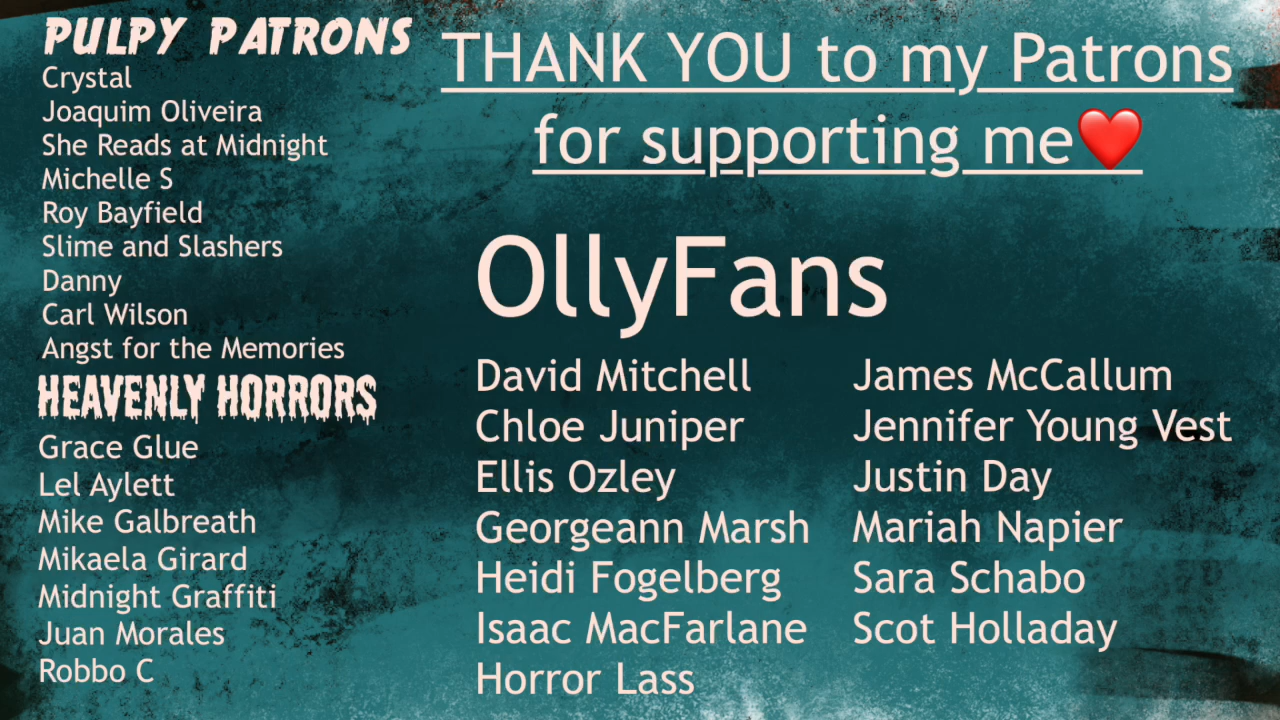 PULPY PATRONS
Crystal
Joaquim Oliveira
She Reads at Midnight
Michelle S
Roy Bayfield
Slime and Slashers
Danny
Carl Wilson
Angst for the Memories
HEAVENLY HORRORS
Grace Glue
Lel Aylett
Mike Galbreath
Mikaela Girard
Midnight Graffiti
Juan Morales
Robbo C
THANK YOU to my Patrons
for supporting me❤️
OllyFans
David Mitchell
Chloe Juniper
Ellis Ozley
Georgeann Marsh
Heidi Fogelberg
Isaac MacFarlane
Horror Lass
James McCallum
Jennifer Young Vest
Justin Day
Mariah Napier
Sara Schabo
Scot Holladay